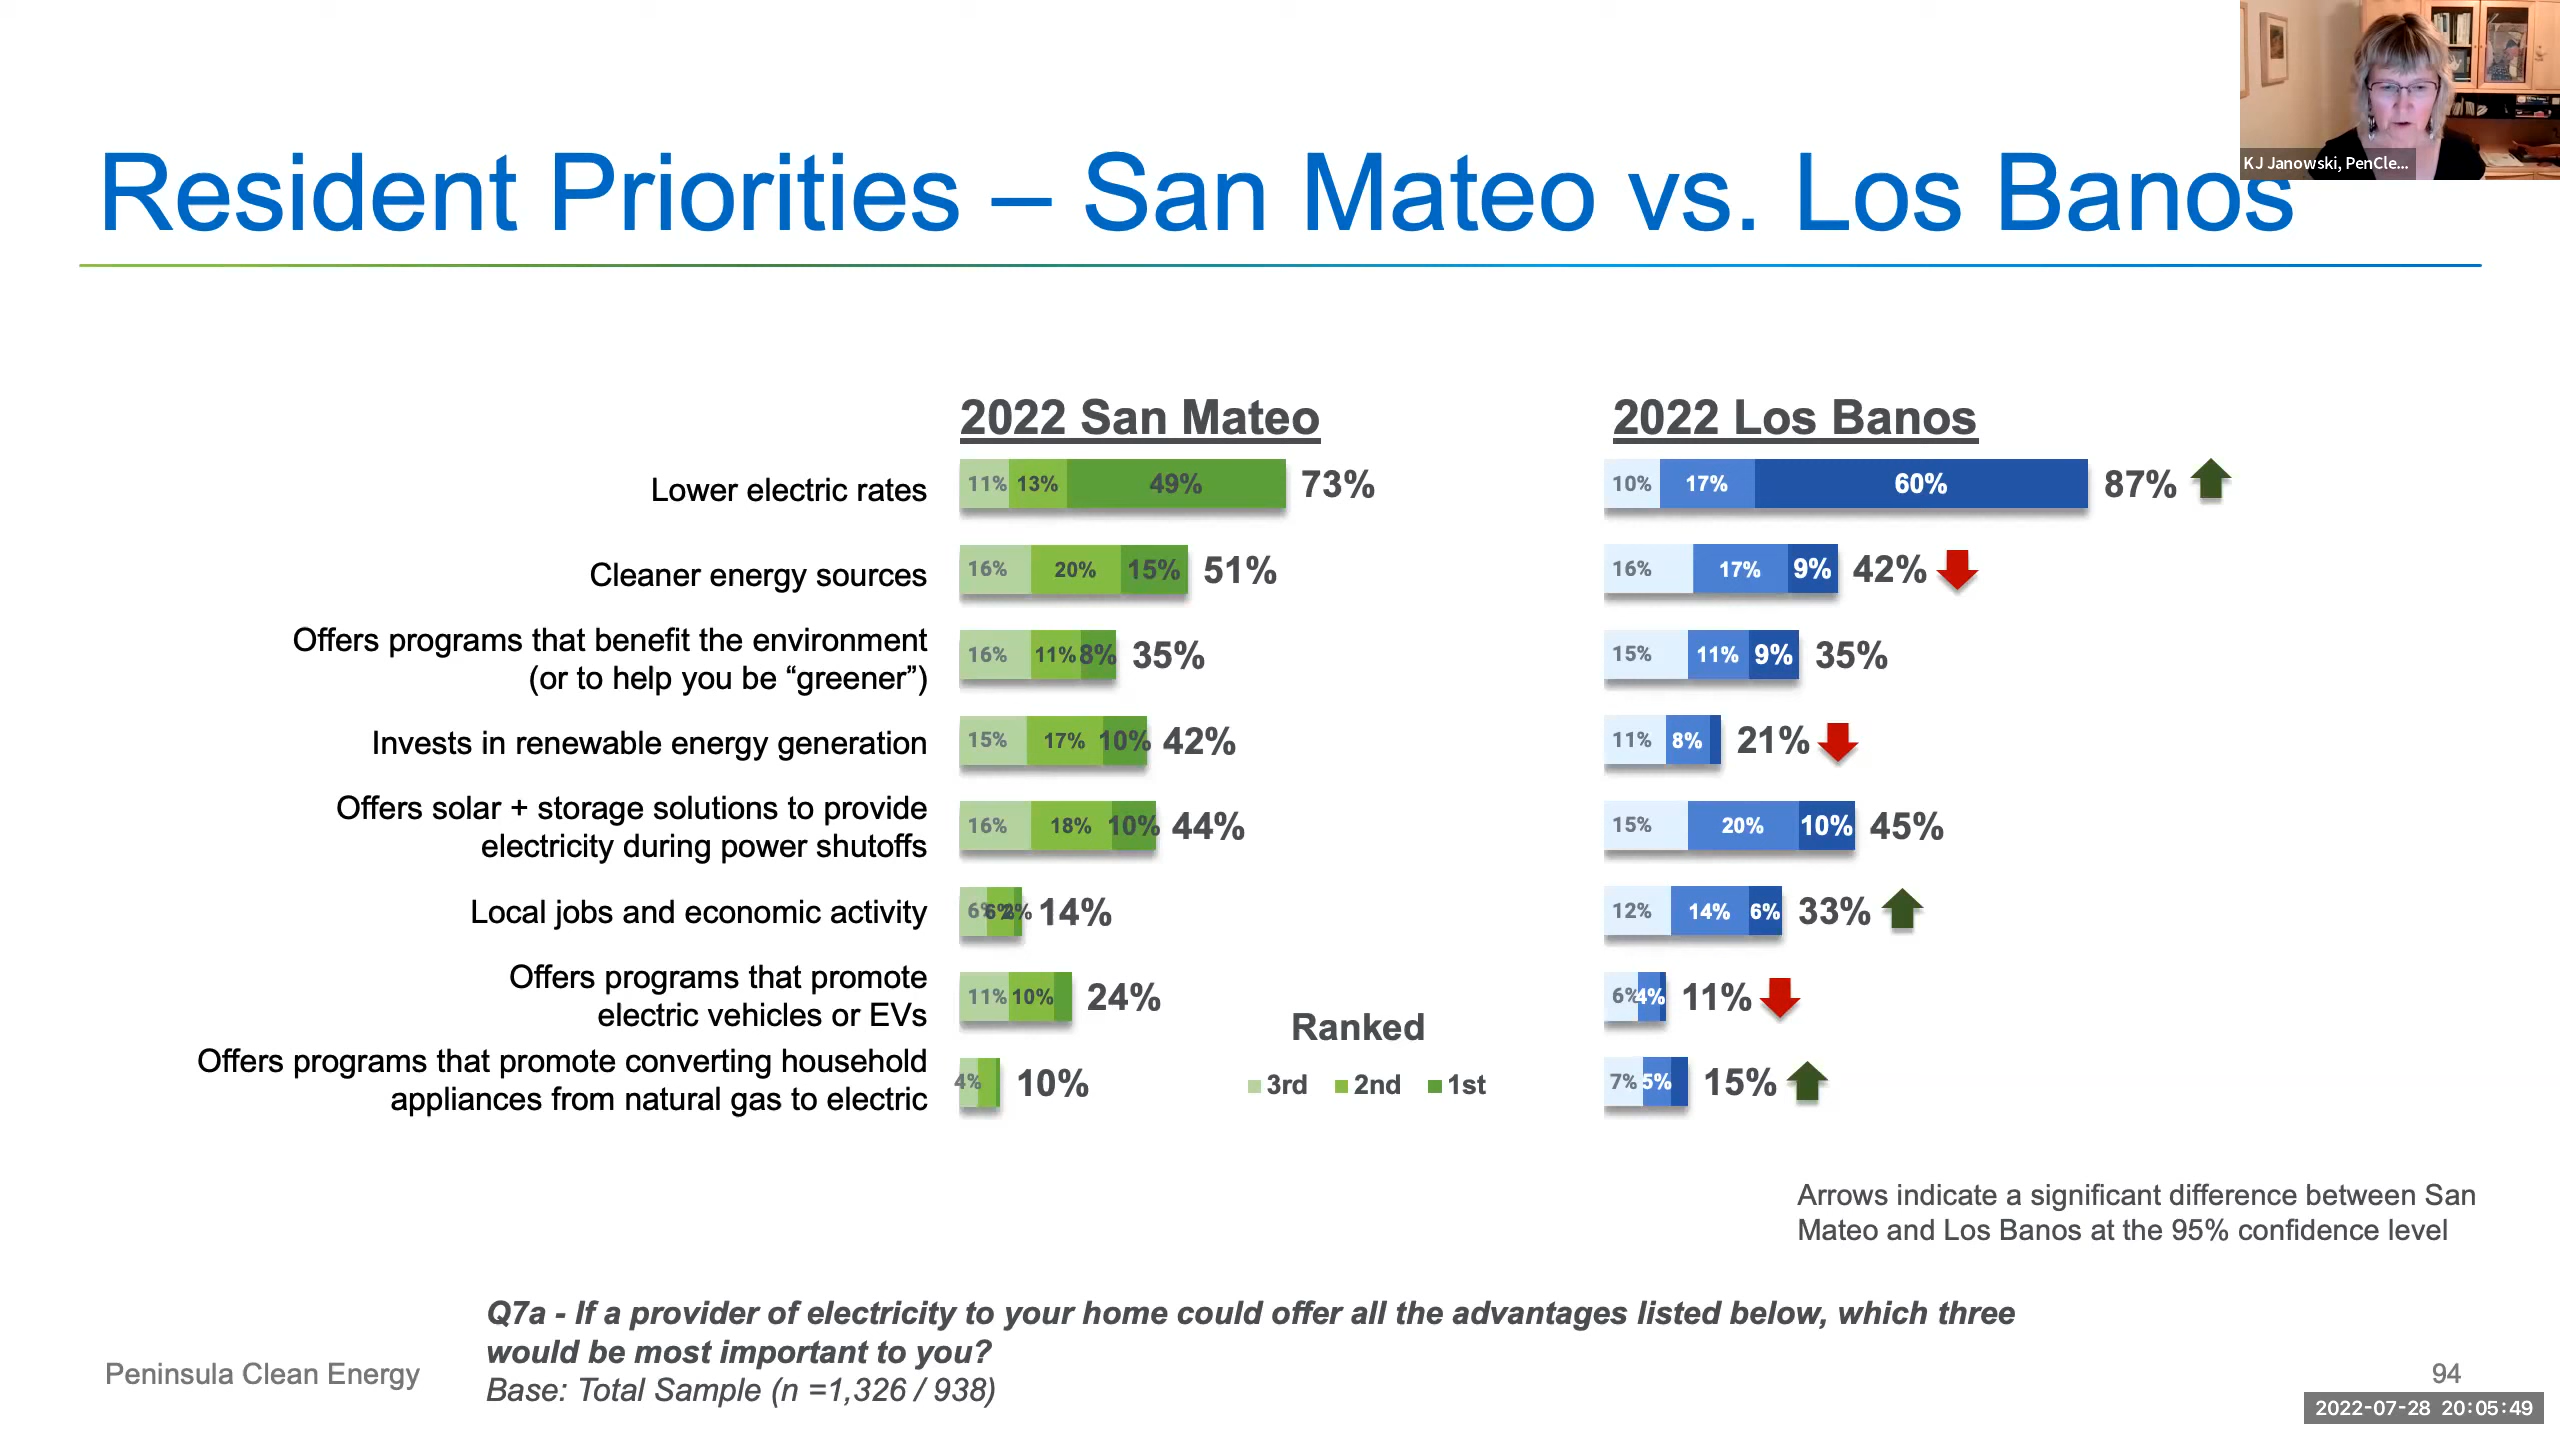 KJ Janowski, PenCle...
Resident Priorities – San Mateo vs. Los Banos
2022 San Mateo
2022 Los Banos
Lower electric rates
11% 13% 49% 73%
10% 17% 60% 87%
Cleaner energy sources
16% 20% 15% 51%
16% 17% 9% 42%
Offers programs that benefit the environment
(or to help you be “greener”)
16% 11% 8% 35%
15% 11% 9% 35%
Invests in renewable energy generation
15% 17% 10% 42%
11% 8% 21%
Offers solar + storage solutions to provide
electricity during power shutoffs
16% 18% 10% 44%
15% 20% 10% 45%
Local jobs and economic activity
6% 6% 2% 14%
12% 14% 6% 33%
Offers programs that promote
electric vehicles or EVs
11% 10% 24%
6% 4% 11%
Offers programs that promote converting household
appliances from natural gas to electric
4% 10%
7% 5% 15%
Ranked
3rd 2nd 1st
Arrows indicate a significant difference between San
Mateo and Los Banos at the 95% confidence level
Q7a - If a provider of electricity to your home could offer all the advantages listed below, which three
would be most important to you?
Base: Total Sample (n =1,326 / 938)
Peninsula Clean Energy
94
2022-07-28 20:05:49